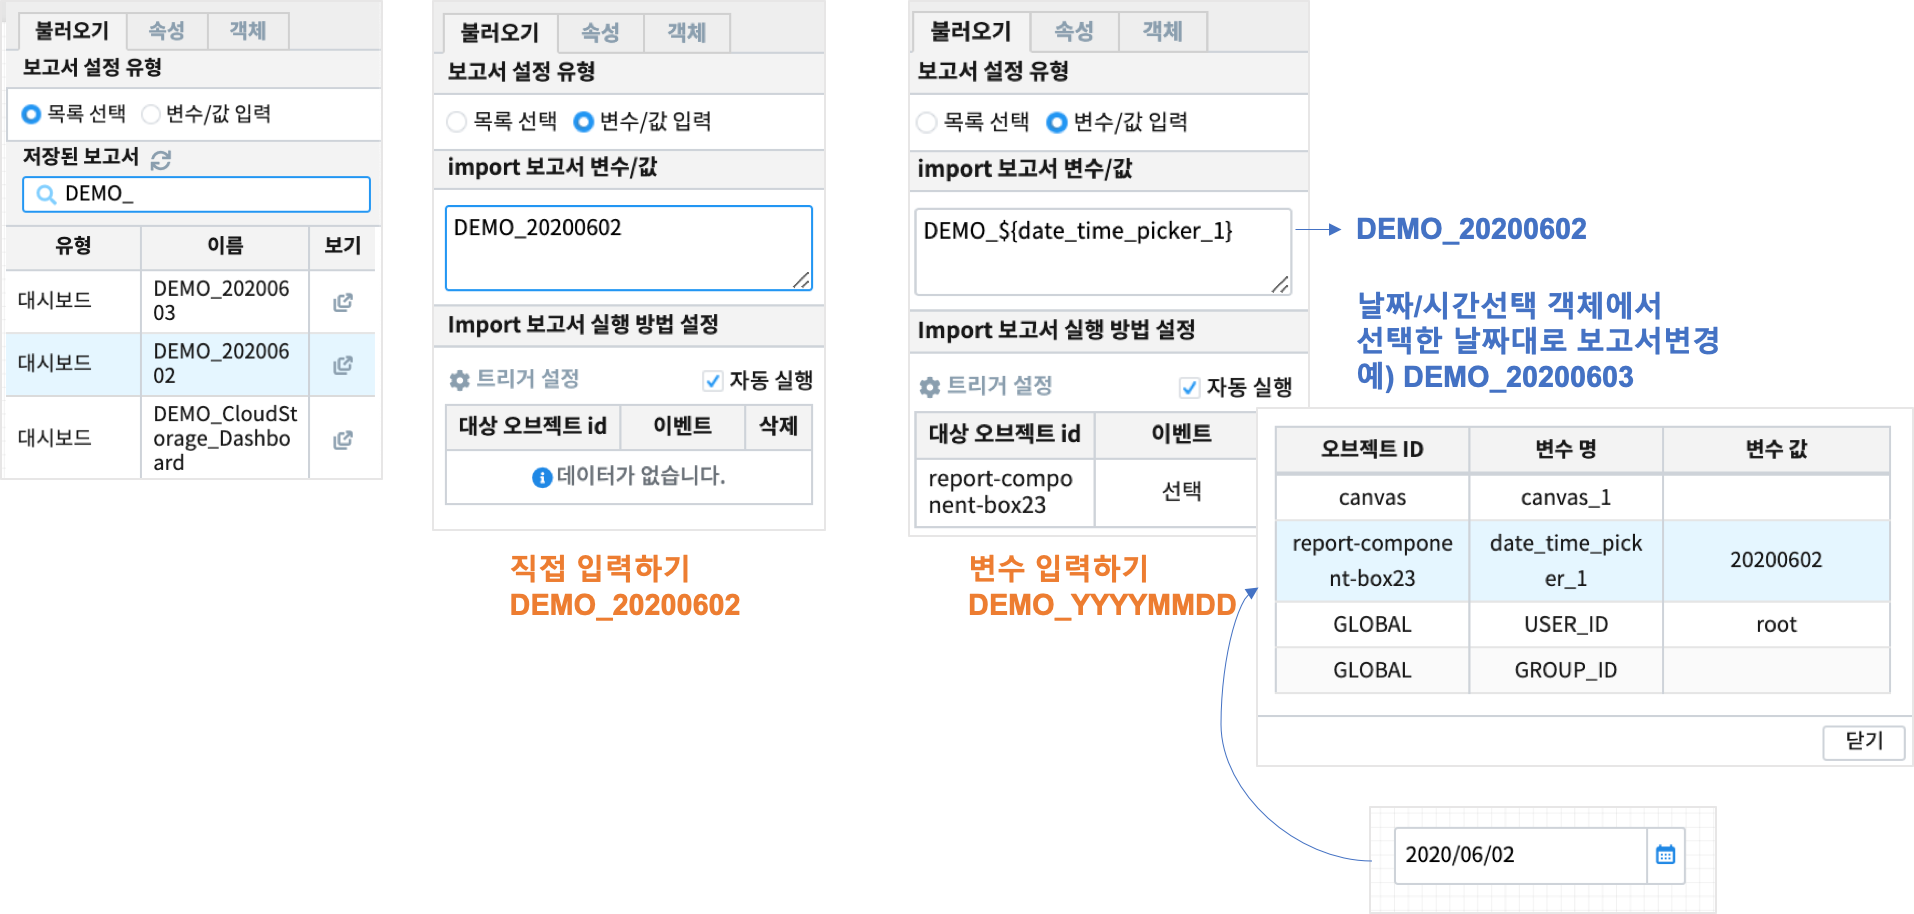 불러오기 속성 객체
보고서 설정 유형
목록 선택 변수/값 입력
저장된 보고서
DEMO_
유형 이름 보기
대시보드 DEMO_202006
03
대시보드 DEMO_202006
02
대시보드 DEMO_CloudSt
orage_Dashbo
ard
불러오기 속성 객체
보고서 설정 유형
목록 선택 변수/값 입력
import 보고서 변수/값
DEMO_20200602
Import 보고서 실행 방법 설정
트리거 설정 자동 실행
대상 오브젝트 id 이벤트 삭제
데이터가 없습니다.
직접 입력하기
DEMO_20200602
불러오기 속성 객체
보고서 설정 유형
목록 선택 변수/값 입력
import 보고서 변수/값
DEMO_${date_time_picker_1}
Import 보고서 실행 방법 설정
트리거 설정 자동 실행
대상 오브젝트 id 이벤트
report-compo
nent-box23 선택
변수 입력하기
DEMO_YYYYMMDD
DEMO_20200602
날짜/시간선택 객체에서
선택한 날짜대로 보고서변경
예) DEMO_20200603
오브젝트 ID 변수 명 변수 값
canvas canvas_1
report-compone
nt-box23 date_time_pick
er_1 20200602
GLOBAL USER_ID root
GLOBAL GROUP_ID
닫기
2020/06/02